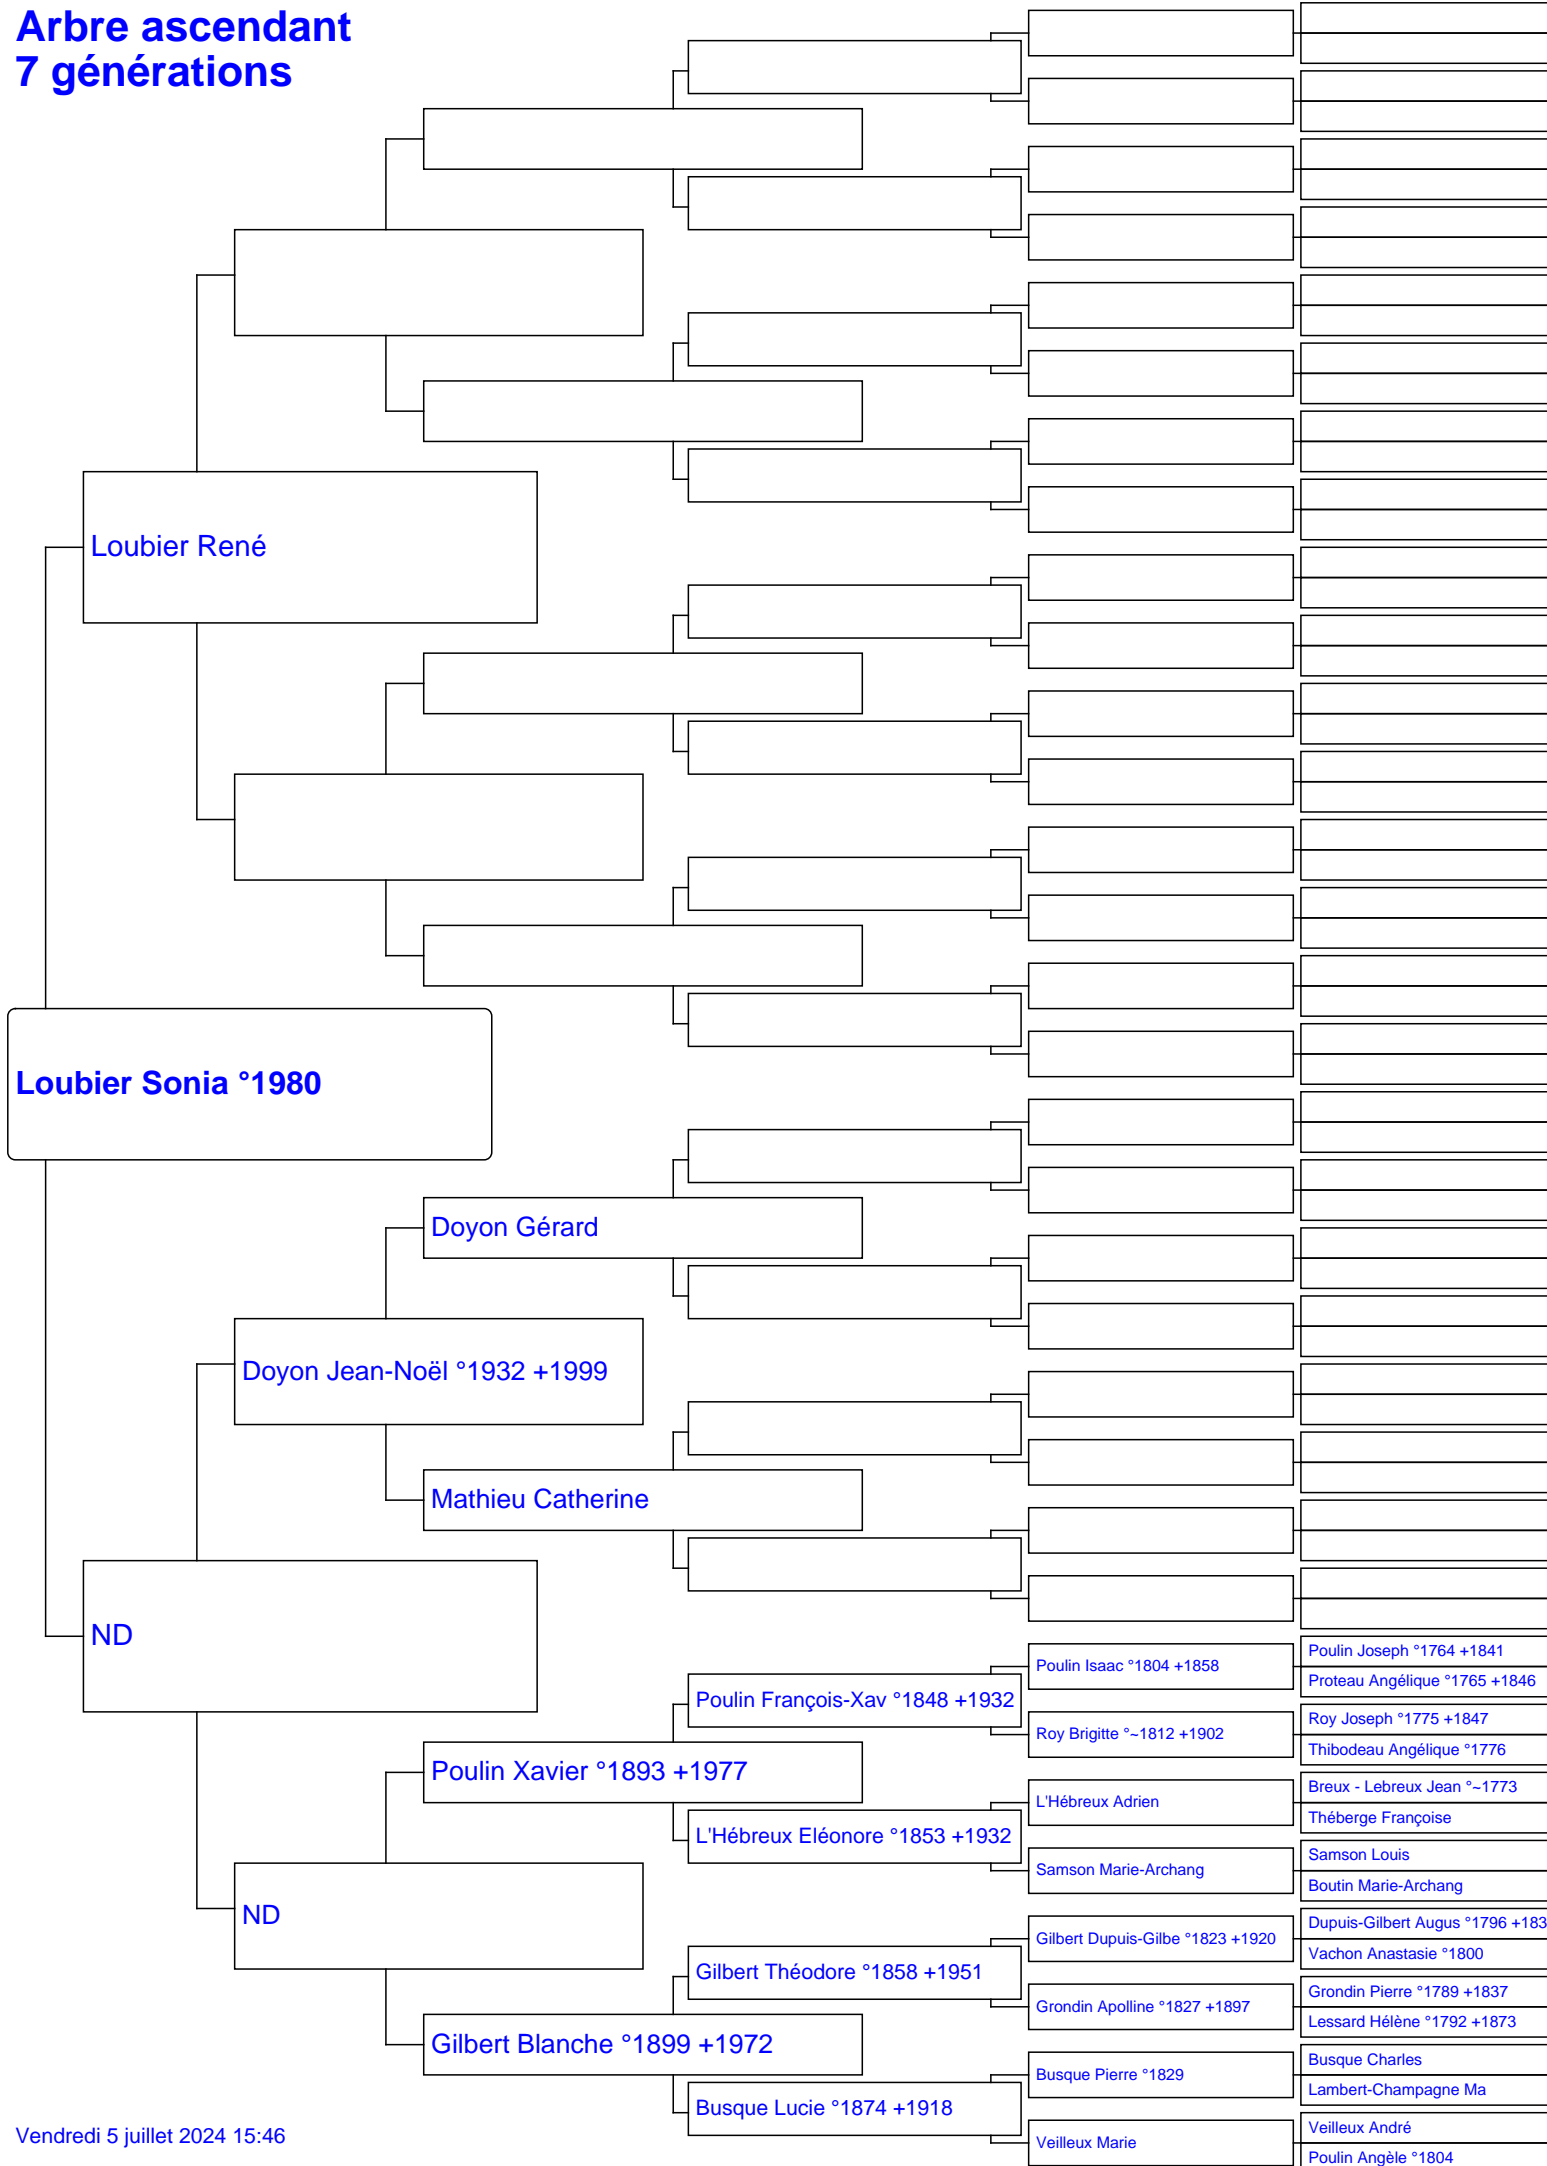 Arbre ascendant
7 générations
Loubier René
Loubier Sonia °1980
Doyon Gérard
Doyon Jean-Noël °1932 +1999
Mathieu Catherine
ND
Poulin Joseph °1764 +1841
Poulin Isaac °1804 +1858
Proteau Angélique °1765 +1846
Poulin François-Xav °1848 +1932
Roy Joseph °1775 +1847
Roy Brigitte °~1812 +1902
Thibodeau Angélique °1776
Poulin Xavier °1893 +1977
Breux - Lebreux Jean °~1773
L'Hébreux Adrien
Théberge Françoise
L'Hébreux Eléonore °1853 +1932
Samson Louis
Samson Marie-Archang
Boutin Marie-Archang
ND
Dupuis-Gilbert Augus °1796 +183
Gilbert Dupuis-Gilbe °1823 +1920
Vachon Anastasie °1800
Gilbert Théodore °1858 +1951
Grondin Pierre °1789 +1837
Grondin Apolline °1827 +1897
Lessard Hélène °1792 +1873
Gilbert Blanche °1899 +1972
Busque Charles
Busque Pierre °1829
Lambert-Champagne Ma
Busque Lucie °1874 +1918
Veilleux André
Veilleux Marie
Poulin Angèle °1804
Vendredi 5 juillet 2024 15:46